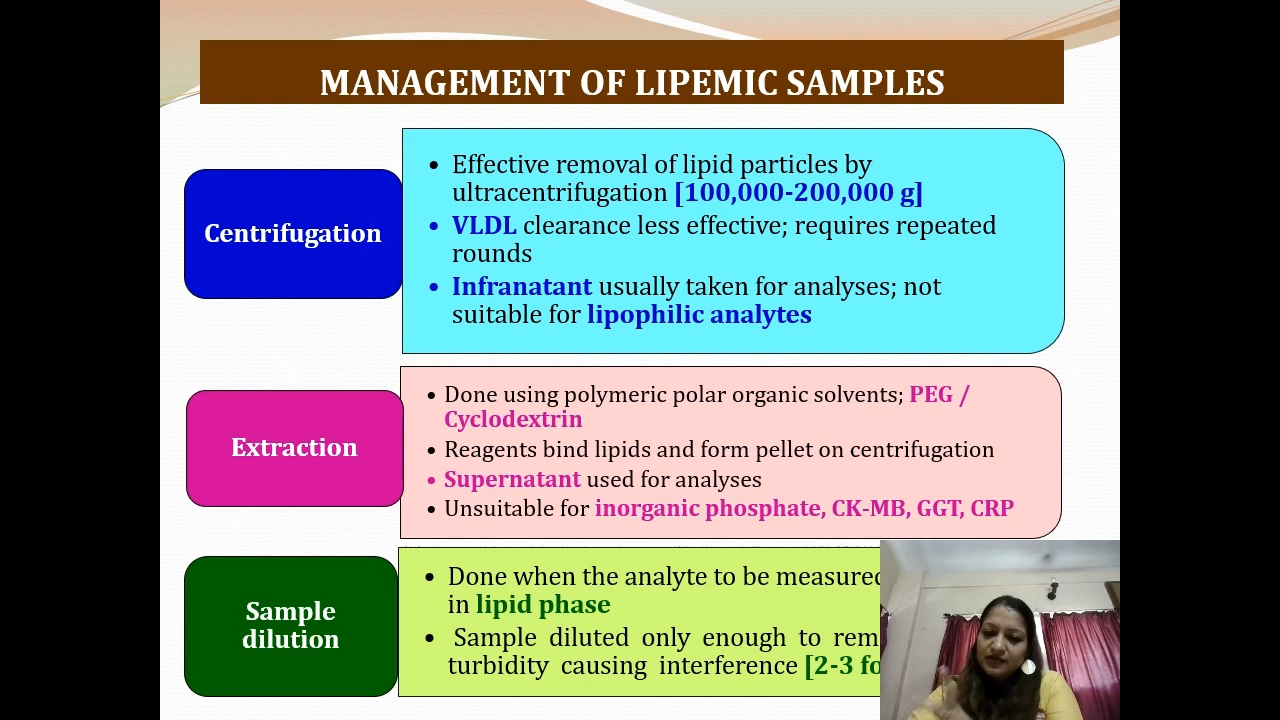 MANAGEMENT OF LIPEMIC SAMPLES
Centrifugation
• Effective removal of lipid particles by
ultracentrifugation [100,000-200,000 g]
• VLDL clearance less effective; requires repeated
rounds
• Infranatant usually taken for analyses; not
suitable for lipophilic analytes
Extraction
• Done using polymeric polar organic solvents; PEG /
Cyclodextrin
• Reagents bind lipids and form pellet on centrifugation
• Supernatant used for analyses
• Unsuitable for inorganic phosphate, CK-MB, GGT, CRP
Sample
dilution
• Done when the analyte to be measured
in lipid phase
• Sample diluted only enough to
turbidity causing interference [2-3